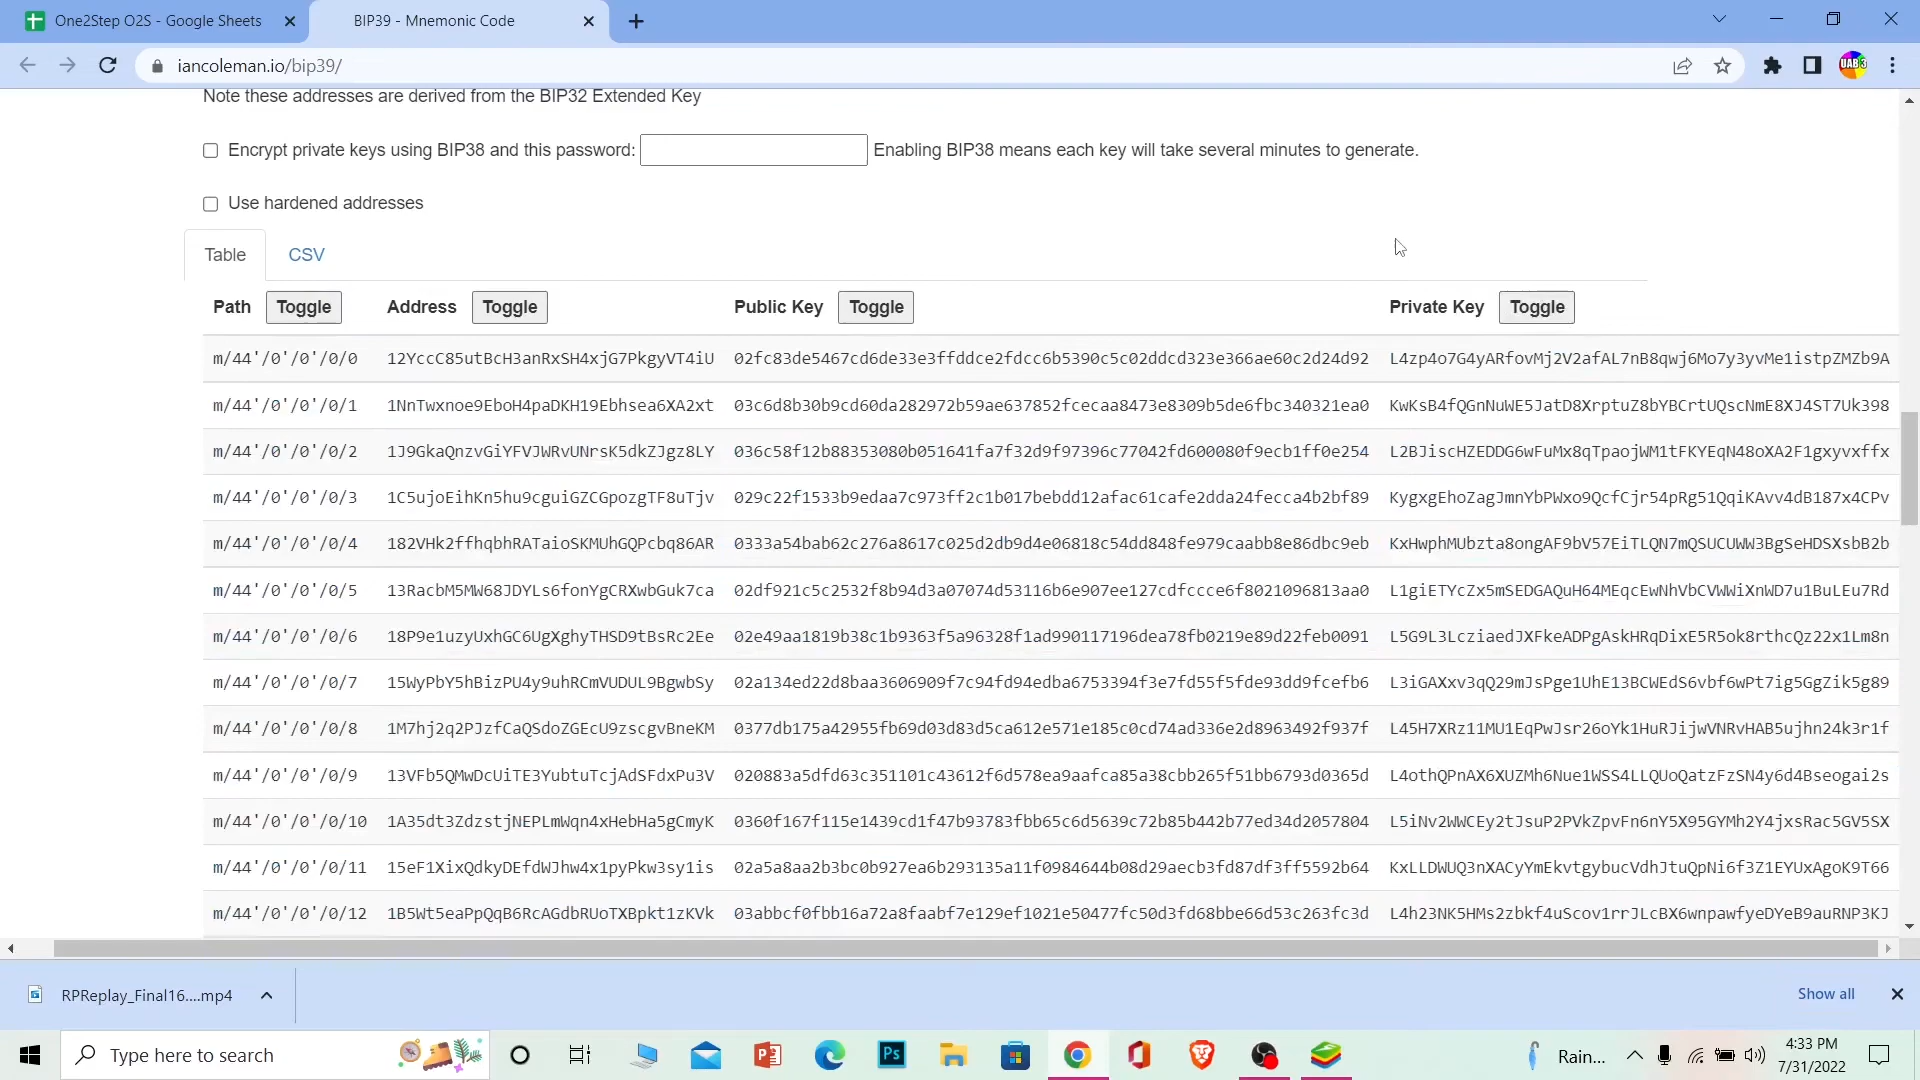 One2Step O2S - Google Sheets
BIP39 - Mnemonic Code
iancoleman.io/bip39/
UAB 3
Note these addresses are derived from the BIP32 Extended Key
Encrypt private keys using BIP38 and this password: Enabling BIP38 means each key will take several minutes to generate.
Use hardened addresses
Table CSV
Path Toggle Address Toggle Public Key Toggle Private Key Toggle
m/44'/0'/0'/0/0 12YccC85utBcH3anRxSH4xjG7PkgyVT4iU 02fc83de5467cd6de33e3ffddce2fdcc6b5390c5c02ddcd323e366ae60c2d24d92 L4zp4o7G4yARfovMj2V2afAL7nB8qwj6Mo7y3yvMe1istpZMZb9A
m/44'/0'/0'/0/1 1NnTwxnoe9EboH4paDKH19Ebhsea6XA2xt 03c6d8b30b9cd60da282972b59ae637852fcecaa8473e8309b5de6fbc340321ea0 KwKsB4fQGnNuWE5JatD8XrptuZ8bYBCrtUQscNmE8XJ4ST7Uk398
m/44'/0'/0'/0/2 1J9GkaQnzvGiYFVJWRvUNrsK5dkZJgz8LY 036c58f12b88353080b051641fa7f32d9f97396c77042fd600080f9ecb1ff0e254 L2BJiscHZEDDG6wFuMx8qTpaojWM1tFKYEqN48oXA2F1gxyvxffx
m/44'/0'/0'/0/3 1C5ujoEihKn5hu9cguiGZCGpozgTF8uTjv 029c22f1533b9edaa7c973ff2c1b017bebdd12afac61cafe2dda24fecca4b2bf89 KygxgEhoZagJmnYbPWxo9QcfCjr54pRg51QqiKAvv4dB187x4CPv
m/44'/0'/0'/0/4 182VHk2ffhqbhRATaioSKMUhGQPcbq86AR 0333a54bab62c276a8617c025d2db9d4e06818c54dd848fe979caabb8e86dbc9eb KxHwphMUbzta8ongAF9bV57EiTLQN7mQSUCUWW3BgSeHDSXsbB2b
m/44'/0'/0'/0/5 13RacbM5MW68JDYLs6fonYgCRXwbGuk7ca 02df921c5c2532f8b94d3a07074d53116b6e907ee127cdfccce6f8021096813aa0 L1giETYcZx5mSEDGAQuH64MEqcEwNhVbCVWWiXnWD7u1BuLEu7Rd
m/44'/0'/0'/0/6 18P9e1uzyUxhGC6UgXghyTHSD9tBsRc2Ee 02e49aa1819b38c1b9363f5a96328f1ad990117196dea78fb0219e89d22feb0091 L5G9L3LcziaedJXFkeADPgAskHRqDixE5R5ok8rthcQz22x1Lm8n
m/44'/0'/0'/0/7 15WyPbY5hBizPU4y9uhRCmVUDUL9BgwbSy 02a134ed22d8baa3606909f7c94fd94edba6753394f3e7fd55f5fde93dd9fcefb6 L3iGAXxv3qQ29mJsPge1UhE13BCWEdS6vbf6wPt7ig5GgZik5g89
m/44'/0'/0'/0/8 1M7hj2q2PJzfCaQSdoZGEcU9zscgvBneKM 0377db175a42955fb69d03d83d5ca612e571e185c0cd74ad336e2d8963492f937f L45H7XRz11MU1EqPwJsr26oYk1HuRJijwVNRvHAB5ujhn24k3r1f
m/44'/0'/0'/0/9 13VFb5QMwDcUiTE3YubtuTcjAdSFdxPu3V 020883a5dfd63c351101c43612f6d578ea9aafca85a38cbb265f51bb6793d0365d L4othQPnAX6XUZMh6Nue1WSS4LLQUoQatzFzSN4y6d4Bseogai2s
m/44'/0'/0'/0/10 1A35dt3ZdzstjNEPLmWqn4xHebHa5gCmyK 0360f167f115e1439cd1f47b93783fbb65c6d5639c72b85b442b77ed34d2057804 L5iNv2WWCEy2tJsuP2PVkZpvFn6nY5X95GYMh2Y4jxsRac5GV5SX
m/44'/0'/0'/0/11 15eF1XixQdkyDEfdWJhw4x1pyPkw3sy1is 02a5a8aa2b3bc0b927ea6b293135a11f0984644b08d29aecb3fd87df3ff5592b64 KxLLDWUQ3nXACyYmEkvtgybucVdhJtuQpNi6f3Z1EYUxAgoK9T66
m/44'/0'/0'/0/12 1B5Wt5eaPpQqB6RcAGdbRUoTXBpkt1zKVk 03abbcf0fbb16a72a8faabf7e129ef1021e50477fc50d3fd68bbe66d53c263fc3d L4h23NK5HMs2zbkf4uScov1rrJLcBX6wnpawfyeDYeB9auRNP3KJ
RPReplay_Final16....mp4
Show all
Type here to search
Ps
Rain...
4:33 PM
7/31/2022